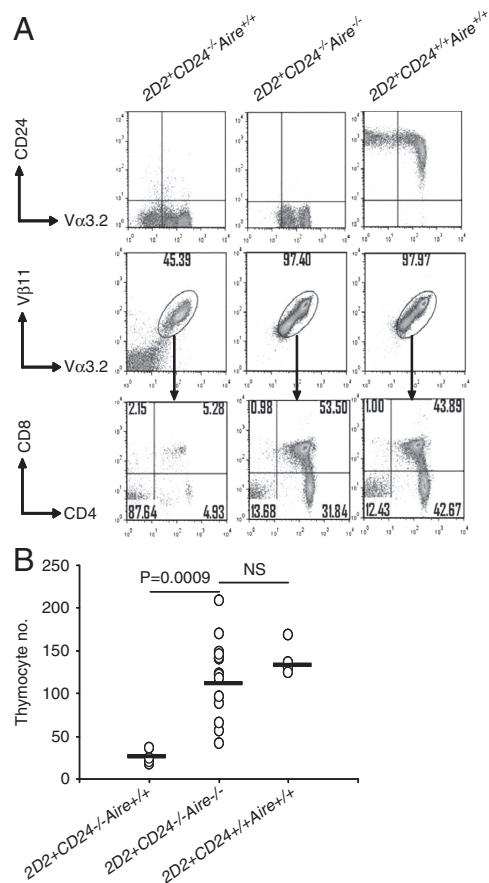 A
2D2+CD24-/-Aire+/+
2D2+CD24-/-Aire-/-
2D2+CD24+/+Aire+/+
CD24
Vα3.2
45.39
97.40
97.97
Vβ11
Vα3.2
2.15 5.28
0.98 53.50
1.00 43.89
CD8
87.64 4.93
13.68 31.84
12.43 42.67
CD4
B
250
200
150
100
50
0
Thymocyte no.
P=0.0009
NS
2D2+CD24-/-Aire+/+
2D2+CD24-/-Aire-/-
2D2+CD24+/+Aire+/+